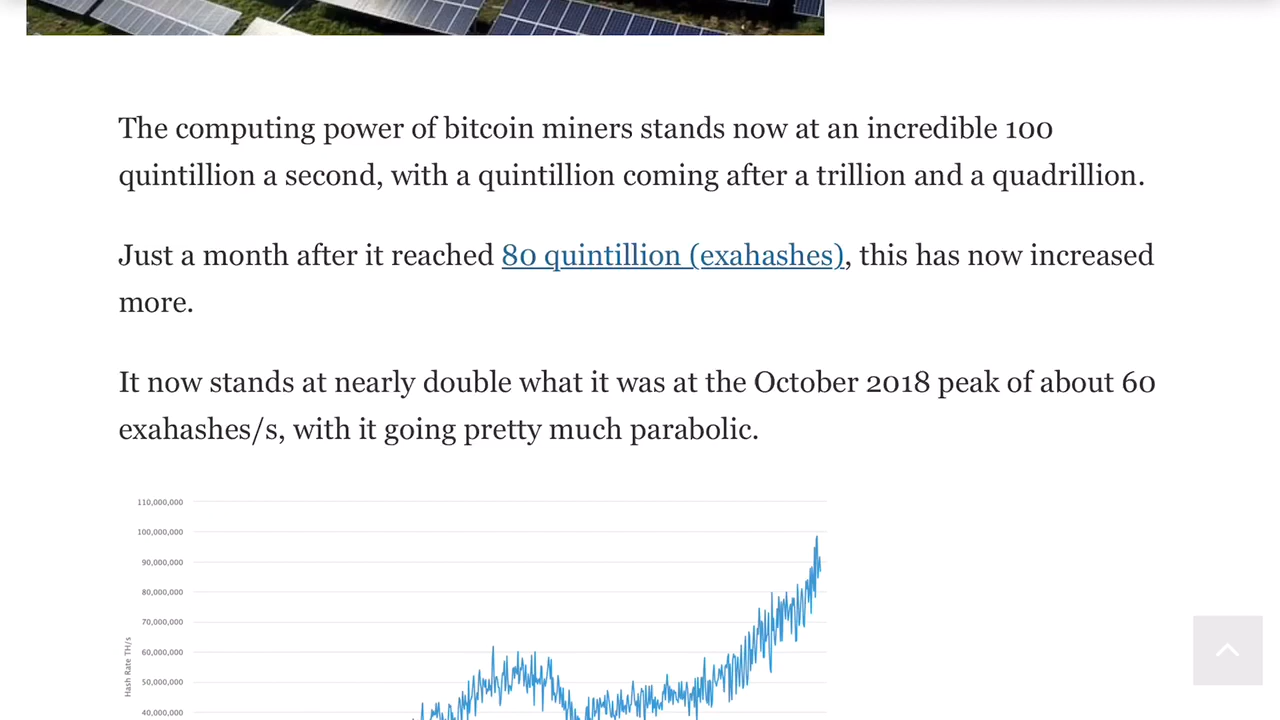 The computing power of bitcoin miners stands now at an incredible 100
quintillion a second, with a quintillion coming after a trillion and a quadrillion.
Just a month after it reached 80 quintillion (exahashes), this has now increased
more.
It now stands at nearly double what it was at the October 2018 peak of about 60
exahashes/s, with it going pretty much parabolic.
110,000,000
100,000,000
90,000,000
80,000,000
70,000,000
60,000,000
50,000,000
40,000,000
Hash Rate TH/s